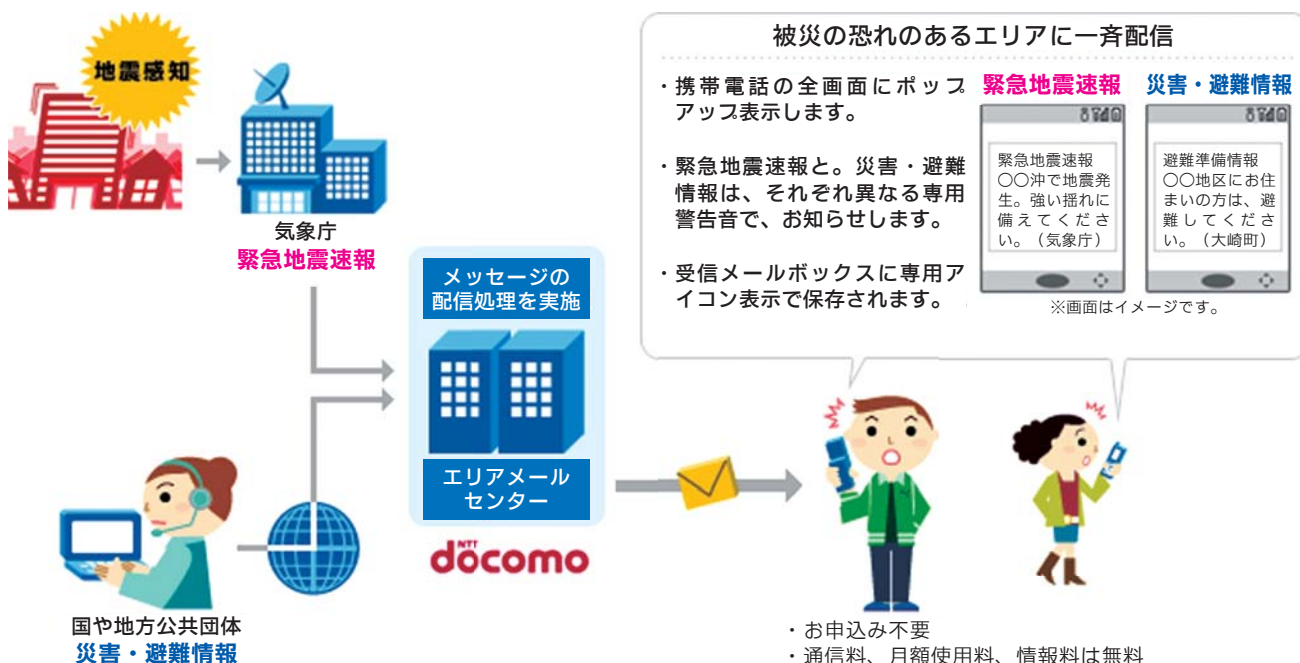 地震感知
気象庁
緊急地震速報
メッセージの
配信処理を実施
エリアメール
センター
NTT
döcomo
国や地方公共団体
災害・避難情報
被災の恐れのあるエリアに一斉配信
・携帯電話の全画面にポップ
アップ表示します。
・緊急地震速報と。災害・避難
情報は、それぞれ異なる専用
警告音で、お知らせします。
・受信メールボックスに専用ア
イコン表示で保存されます。
緊急地震速報
緊急地震速報
〇〇沖で地震発
生。強い揺れに
備えてくださ
い。（気象庁）
災害・避難情報
避難準備情報
〇〇地区にお住
まいの方は、避
難してくださ
い。（大崎町）
※画面はイメージです。
・お申込み不要
・通信料、月額使用料、情報料は無料